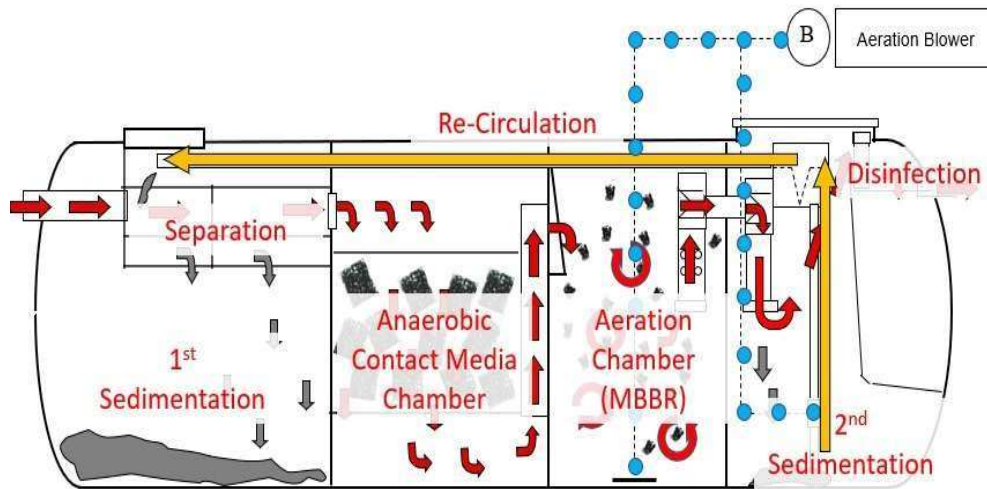 B
Aeration Blower
Re-Circulation
Disinfection
Separation
1st
Sedimentation
Anaerobic
Contact Media
Chamber
Aeration
Chamber
(MBBR)
2nd
Sedimentation